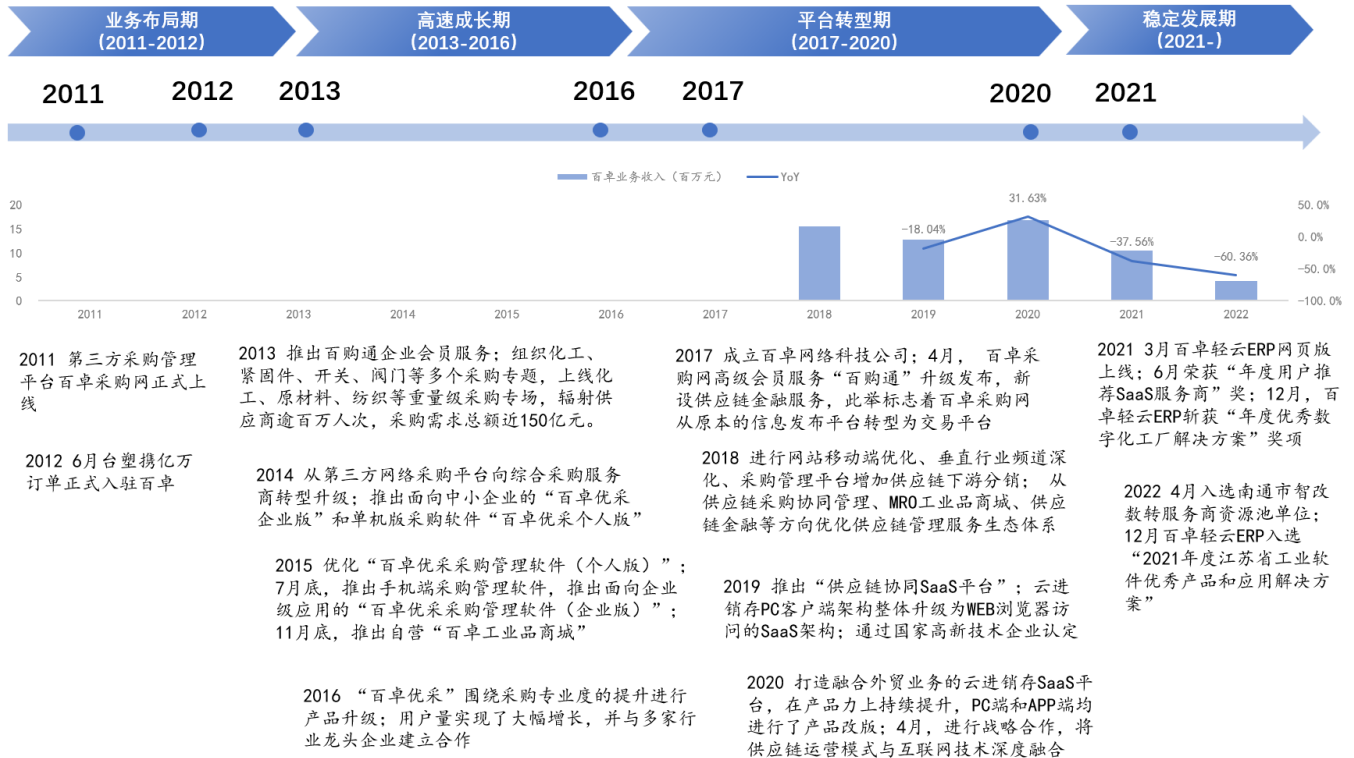 业务布局期
(2011-2012)
高速成长期
(2013-2016)
平台转型期
(2017-2020)
稳定发展期
(2021-)
2011
2012
2013
2016
2017
2020
2021
百卓业务收入（百万元）
YoY
20
15
10
5
0
50.0%
0.0%
-50.0%
-100.0%
-18.04%
31.63%
-37.56%
-60.36%
2011
2012
2013
2014
2015
2016
2017
2018
2019
2020
2021
2022
2011 第三方采购管理
平台百卓采购网正式上
线
2012 6月台塑携亿万
订单正式入驻百卓
2013 推出百购通企业会员服务；组织化工、
紧固件、开关、阀门等多个采购专题，上线化
工、原材料、纺织等重量级采购专场，辐射供
应商逾百万人次，采购需求总额近150亿元。
2014 从第三方网络采购平台向综合采购服务
商转型升级；推出面向中小企业的“百卓优采
企业版”和单机版采购软件“百卓优采个人版”
2015 优化“百卓优采采购管理软件（个人版）”；
7月底，推出手机端采购管理软件，推出面向企业
级应用的“百卓优采采购管理软件（企业版）”；
11月底，推出自营“百卓工业品商城”
2016 “百卓优采”围绕采购专业度的提升进行
产品升级；用户量实现了大幅增长，并与多家行
业龙头企业建立合作
2017 成立百卓网络科技公司；4月， 百卓采
购网高级会员服务“百购通”升级发布，新
设供应链金融服务，此举标志着百卓采购网
从原本的信息发布平台转型为交易平台
2018 进行网站移动端优化、垂直行业频道深
化、采购管理平台增加供应链下游分销； 从
供应链采购协同管理、MRO工业品商城、供应
链金融等方向优化供应链管理服务生态体系
2019 推出“供应链协同SaaS平台”；云进
销存PC客户端架构整体升级为WEB浏览器访
问的SaaS架构；通过国家高新技术企业认定
2020 打造融合外贸业务的云进销存SaaS平
台，在产品力上持续提升，PC端和APP端均
进行了产品改版；4月，进行战略合作，将
供应链运营模式与互联网技术深度融合
2021 3月百卓轻云ERP网页版
上线；6月荣获“年度用户推
荐SaaS服务商”奖；12月，百
卓轻云ERP斩获“年度优秀数
字化工厂解决方案”奖项
2022 4月入选南通市智改
数转服务商资源池单位；
12月百卓轻云ERP入选
“2021年度江苏省工业软
件优秀产品和应用解决方
案”